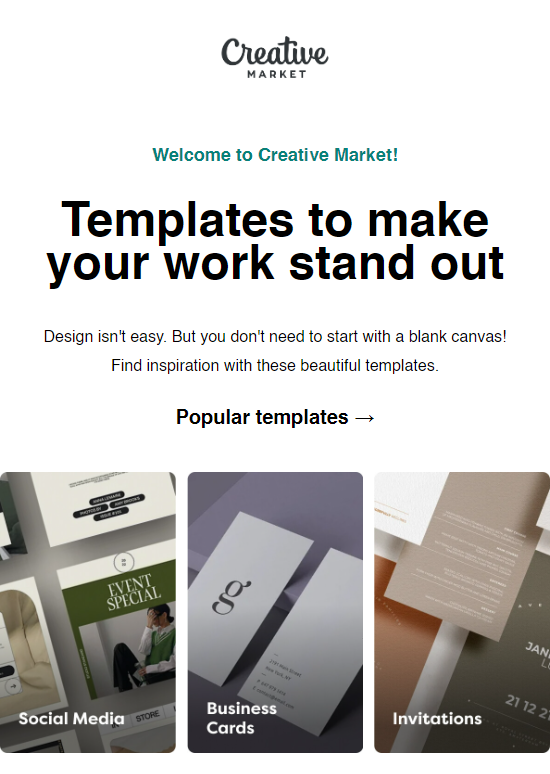 Creative
MARKET
Welcome to Creative Market!
Templates to make
your work stand out
Design isn't easy. But you don't need to start with a blank canvas!
Find inspiration with these beautiful templates.
Popular templates →
EVENT
SPECIAL
STORE
Social Media
g
Business
Cards
21 12 2
Invitations